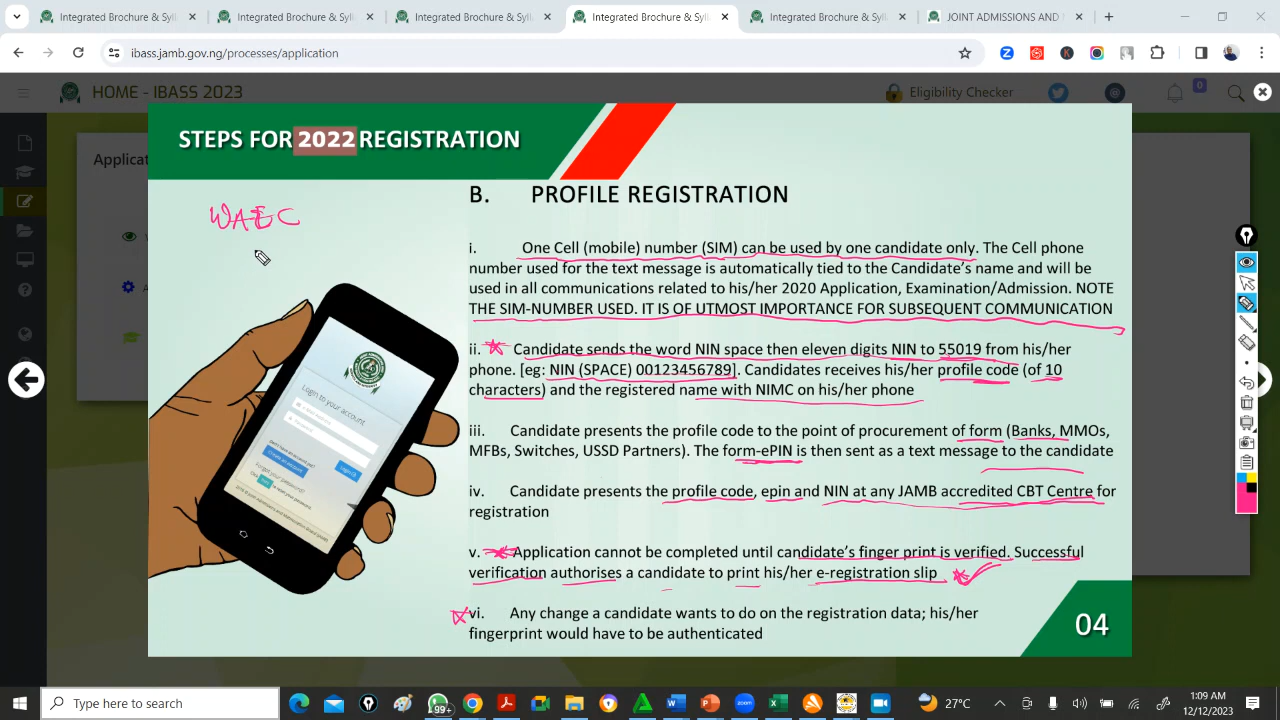 Integrated Brochure & Syllabus
Integrated Brochure & Syllabus
Integrated Brochure & Syllabus
Integrated Brochure & Syllabus
ibass.jamb.gov.ng/processes/application
HOME - IBASS 2023
Eligibility Checker
Applicat
STEPS FOR 2022 REGISTRATION
WAEC
B. PROFILE REGISTRATION
i. One Cell (mobile) number (SIM) can be used by one candidate only. The Cell phone
number used for the text message is automatically tied to the Candidate's name and will be
used in all communications related to his/her 2020 Application, Examination/Admission. NOTE
THE SIM-NUMBER USED. IT IS OF UTMOST IMPORTANCE FOR SUBSEQUENT COMMUNICATION
ii. Candidate sends the word NIN space then eleven digits NIN to 55019 from his/her
phone. [eg: NIN (SPACE) 00123456789]. Candidates receives his/her profile code (of 10
characters) and the registered name with NIMC on his/her phone
iii. Candidate presents the profile code to the point of procurement of form (Banks, MMOs,
MFBs, Switches, USSD Partners). The form-ePIN is then sent as a text message to the candidate
iv. Candidate presents the profile code, epin and NIN at any JAMB accredited CBT Centre for
registration
v. Application cannot be completed until candidate's finger print is verified. Successful
verification authorises a candidate to print his/her e-registration slip
vi. Any change a candidate wants to do on the registration data; his/her
fingerprint would have to be authenticated
04
Login to your account
Create an account
Login
Type here to search
99+
27°C
1:09 AM
12/12/2023